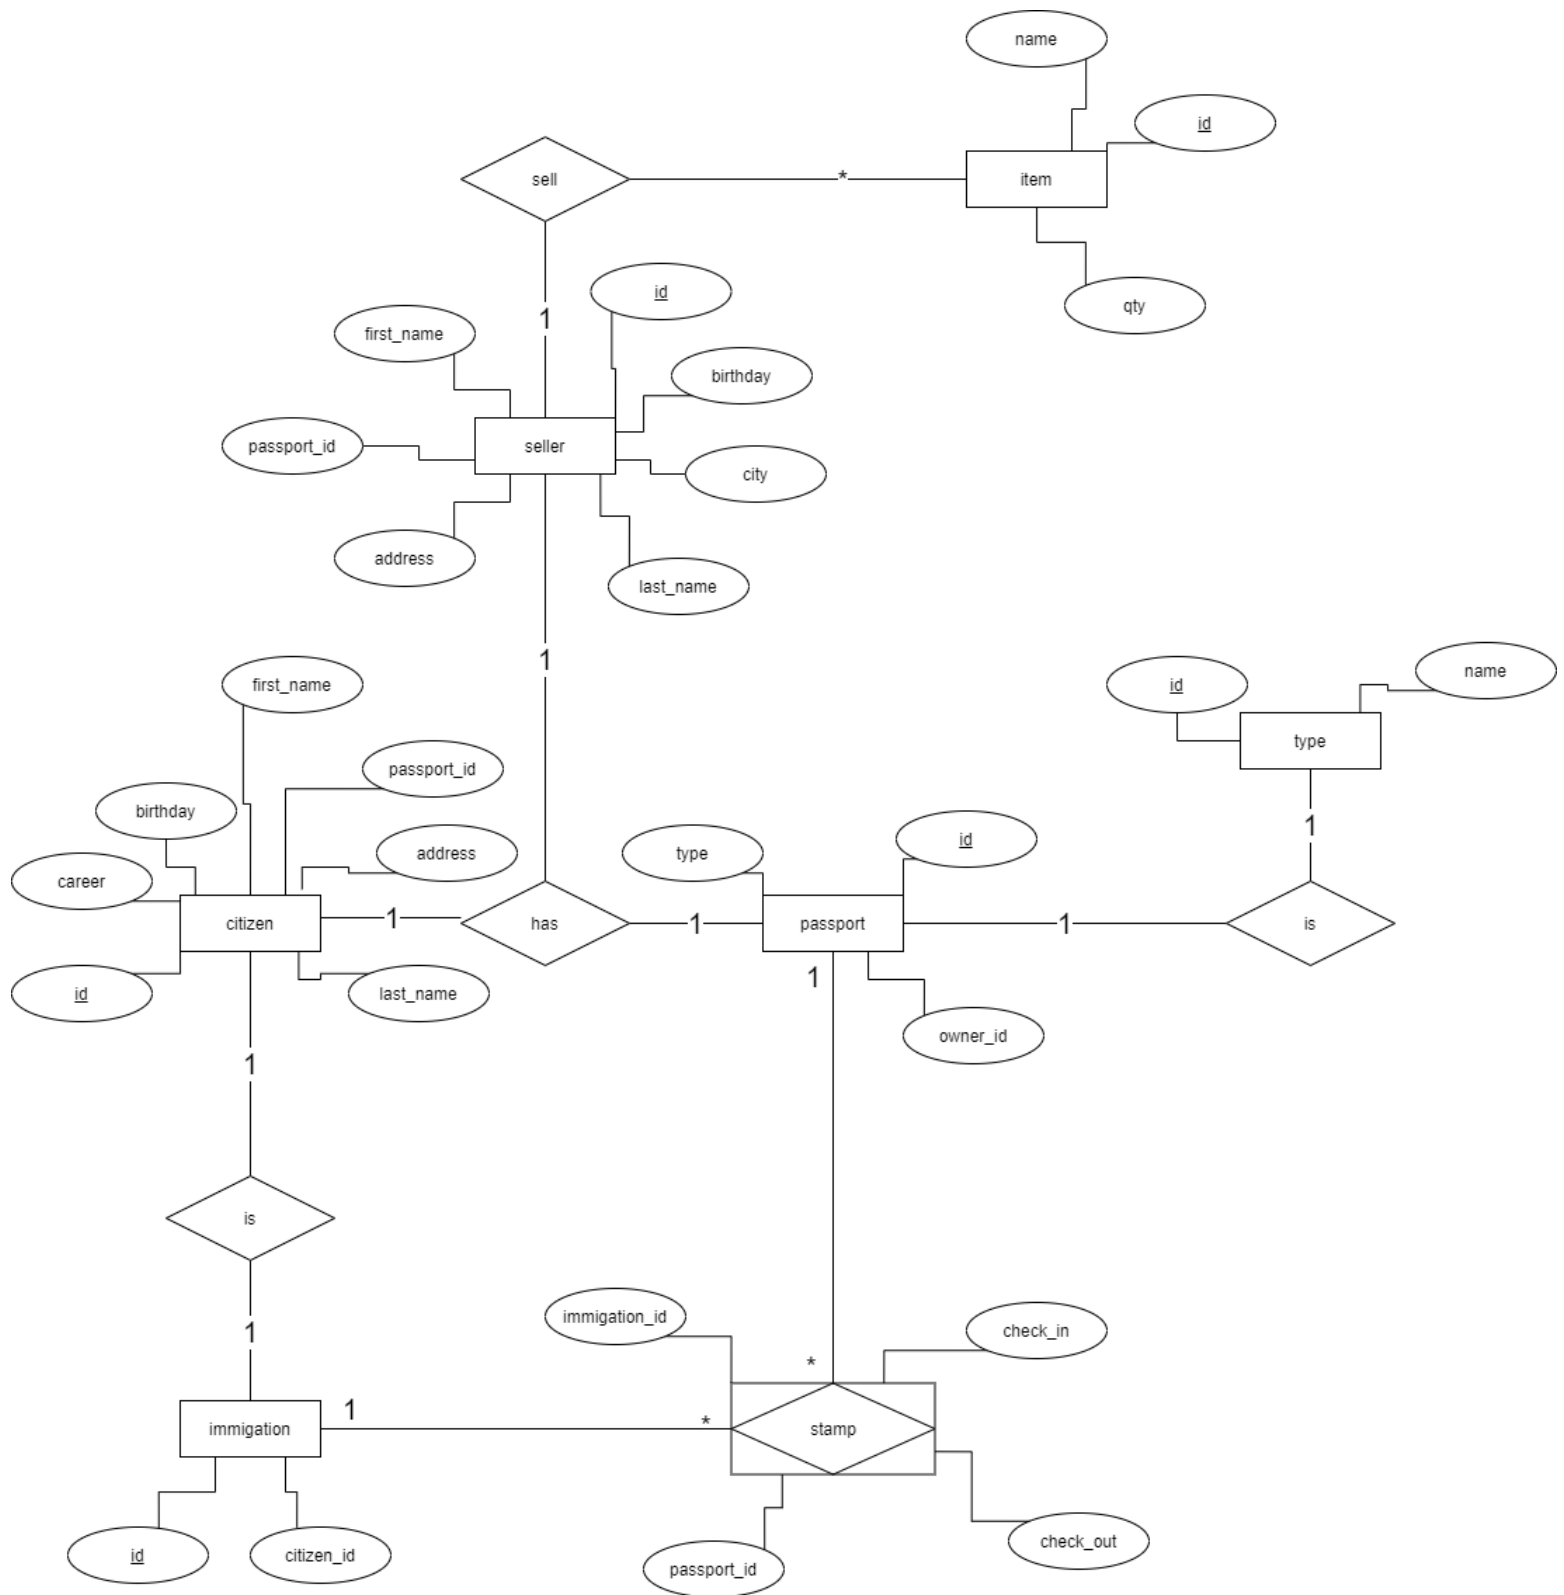 name
id
sell
*
item
id
qty
1
first_name
birthday
passport_id
seller
city
address
last_name
1
first_name
id
name
type
passport_id
birthday
1
type
id
address
career
citizen
1
has
1
passport
1
is
1
id
last_name
owner_id
1
is
immigation_id
check_in
1
*
1
*
immigation
stamp
check_out
id
citizen_id
passport_id